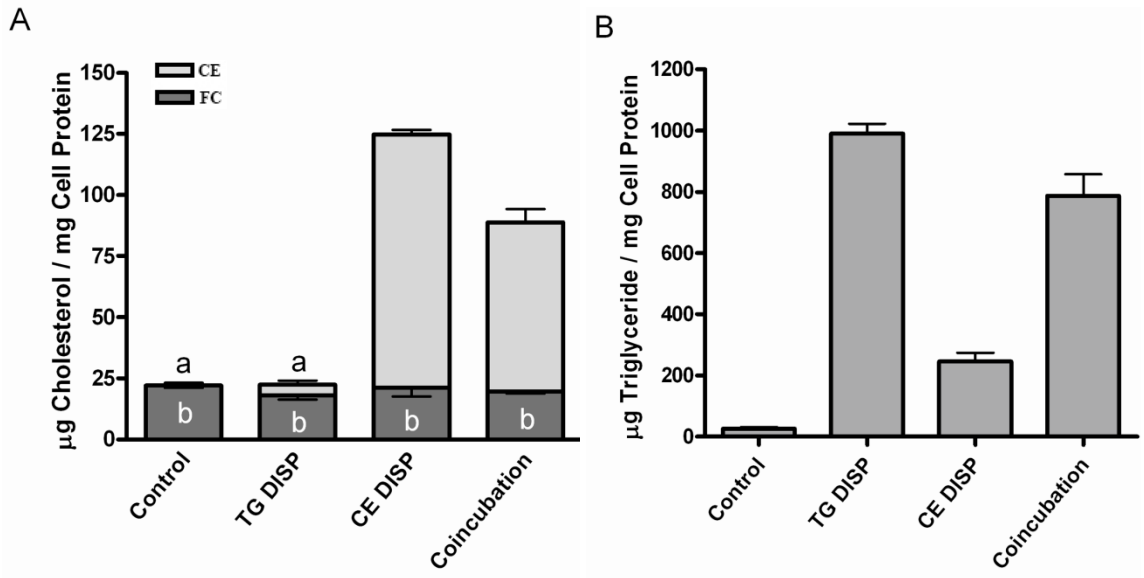 A
CE
FC
150
125
100
75
50
25
0
μg Cholesterol / mg Cell Protein
a
a
b
b
b
b
Control
TG DISP
CE DISP
Coincubation
B
1200
1000
800
600
400
200
0
μg Triglyceride / mg Cell Protein
Control
TG DISP
CE DISP
Coincubation